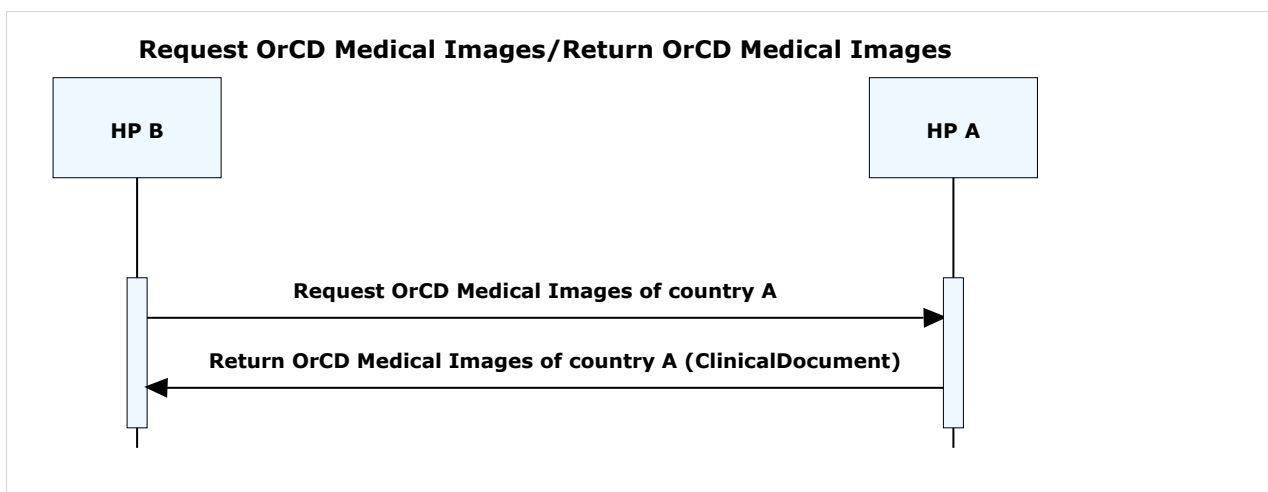 Request OrCD Medical Images/Return OrCD Medical Images
HP B
HP A
Request OrCD Medical Images of country A
Return OrCD Medical Images of country A (ClinicalDocument)